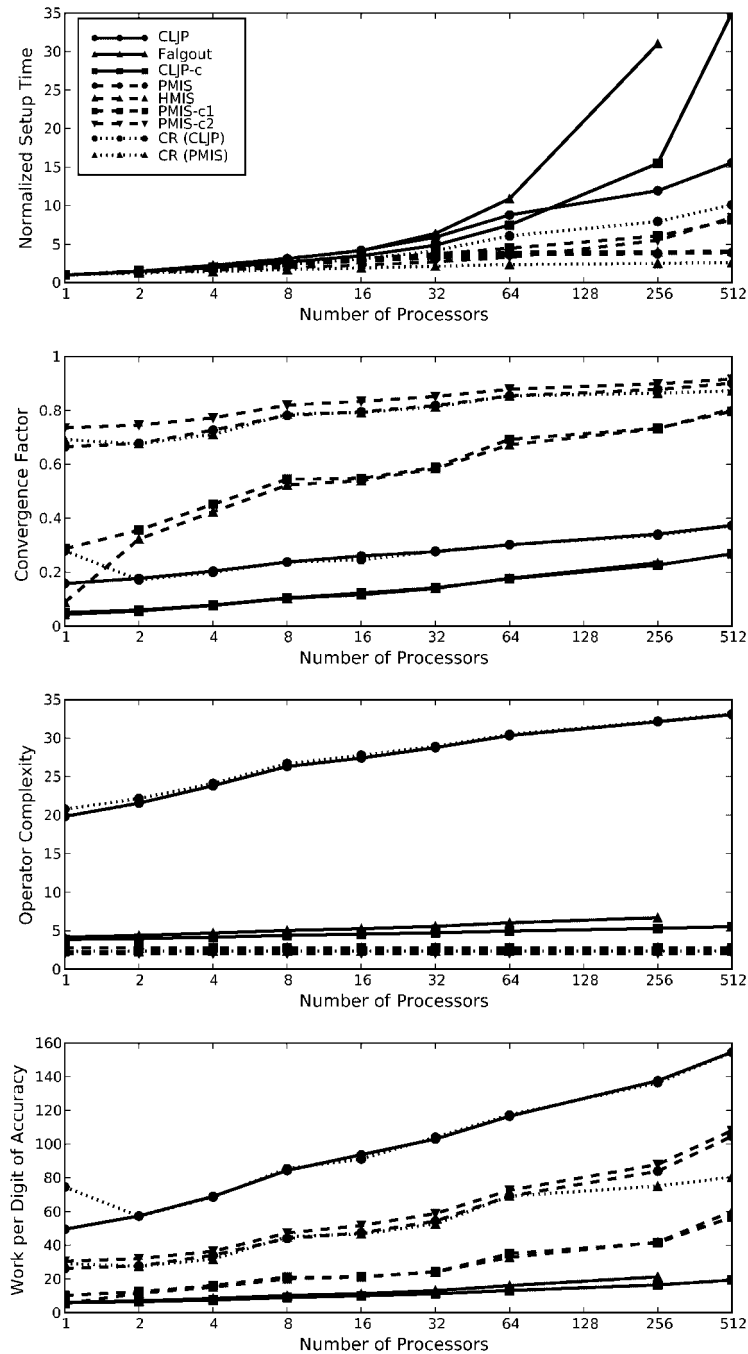 35
30
25
20
15
10
5
0
Normalized Setup Time
CLJP
Falgout
CLJP-c
PMIS
HMIS
PMIS-c1
PMIS-c2
CR (CLJP)
CR (PMIS)
1 2 4 8 16 32 64 128 256 512
Number of Processors
1
0.8
0.6
0.4
0.2
0
Convergence Factor
1 2 4 8 16 32 64 128 256 512
Number of Processors
35
30
25
20
15
10
5
0
Operator Complexity
1 2 4 8 16 32 64 128 256 512
Number of Processors
160
140
120
100
80
60
40
20
0
Work per Digit of Accuracy
1 2 4 8 16 32 64 128 256 512
Number of Processors